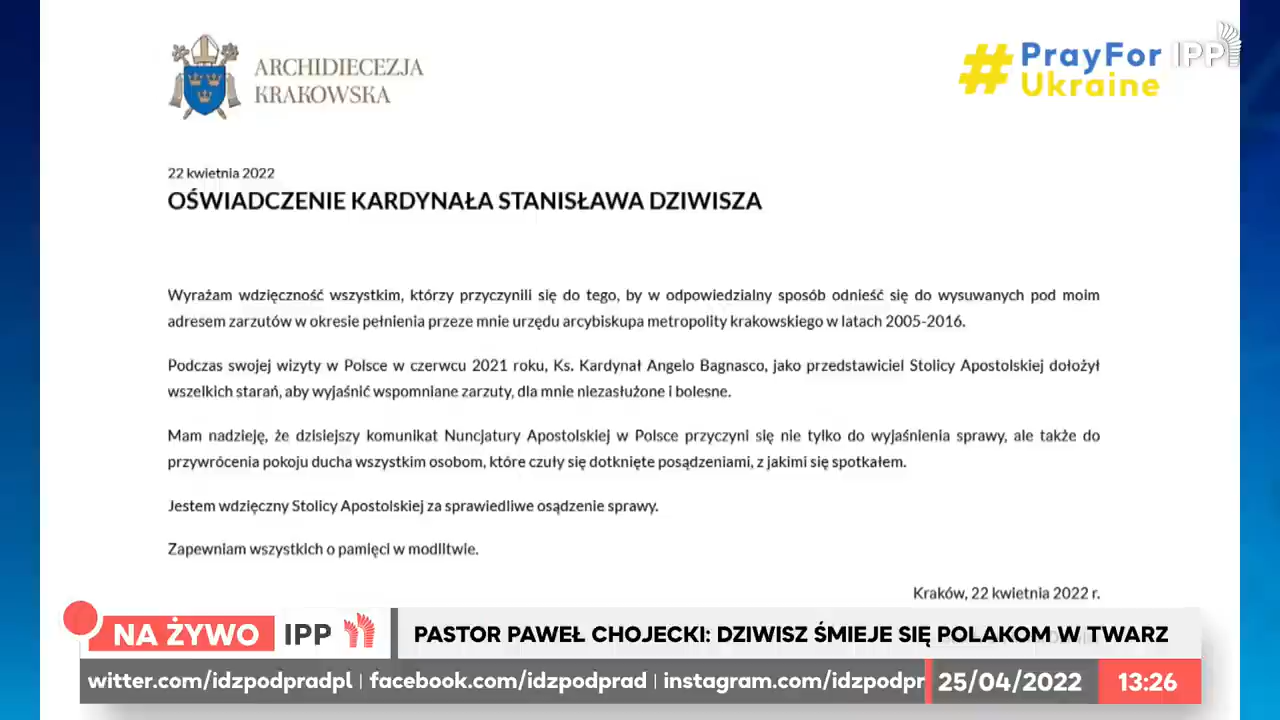 ARCHIDIECEZJA
KRAKOWSKA
#PrayFor
Ukraine
IPP
22 kwietnia 2022
OŚWIADCZENIE KARDYNAŁA STANISŁAWA DZIWISZA
Wyrażam wdzięczność wszystkim, którzy przyczynili się do tego, by w odpowiedzialny sposób odnieść się do wysuwanych pod moim
adresem zarzutów w okresie pełnienia przeze mnie urzędu arcybiskupa metropolity krakowskiego w latach 2005-2016.
Podczas swojej wizyty w Polsce w czerwcu 2021 roku, Ks. Kardynał Angelo Bagnasco, jako przedstawiciel Stolicy Apostolskiej dołożył
wszelkich starań, aby wyjaśnić wspomniane zarzuty, dla mnie niezasłużone i bolesne.
Mam nadzieję, że dzisiejszy komunikat Nuncjatury Apostolskiej w Polsce przyczyni się nie tylko do wyjaśnienia sprawy, ale także do
przywrócenia pokoju ducha wszystkim osobom, które czuły się dotknięte posądzeniami, z jakimi się spotkałem.
Jestem wdzięczny Stolicy Apostolskiej za sprawiedliwe osądzenie sprawy.
Zapewniam wszystkich o pamięci w modlitwie.
Kraków, 22 kwietnia 2022 r.
NA ŻYWO IPP
PASTOR PAWEŁ CHOJECKI: DZIWISZ ŚMIEJE SIĘ POLAKOM W TWARZ
witter.com/idzpodpradpl | facebook.com/idzpodprad | instagram.com/idzpodpr
25/04/2022
13:26